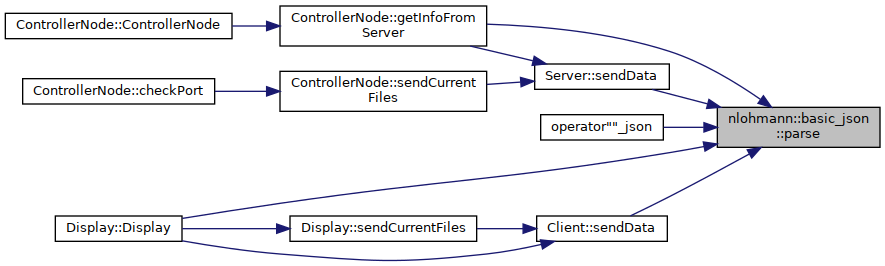 ControllerNode::ControllerNode
ControllerNode::getInfoFrom
Server
Server::sendData
ControllerNode::checkPort
ControllerNode::sendCurrent
Files
nlohmann::basic_json
::parse
operator""_json
Display::Display
Display::sendCurrentFiles
Client::sendData